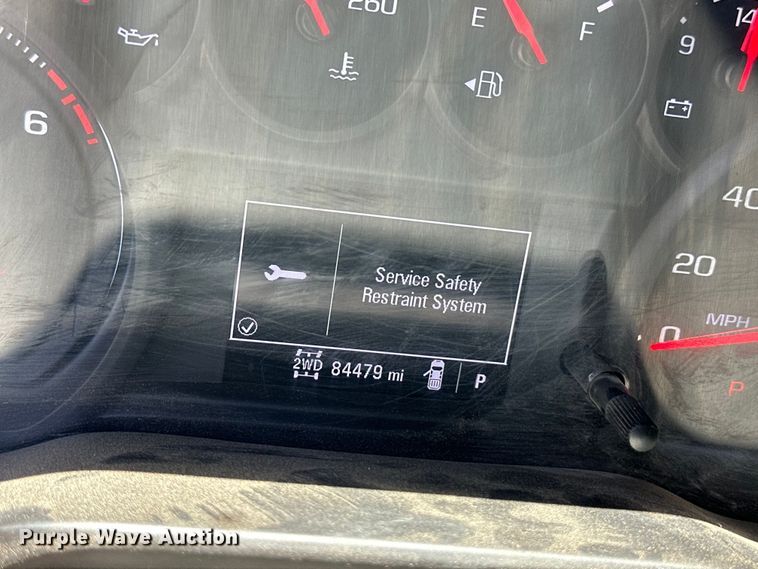 260
E
F
14
9
6
40
20
0
MPH
P
Service Safety
Restraint System
2WD 84479 mi P
Purple Wave Auction